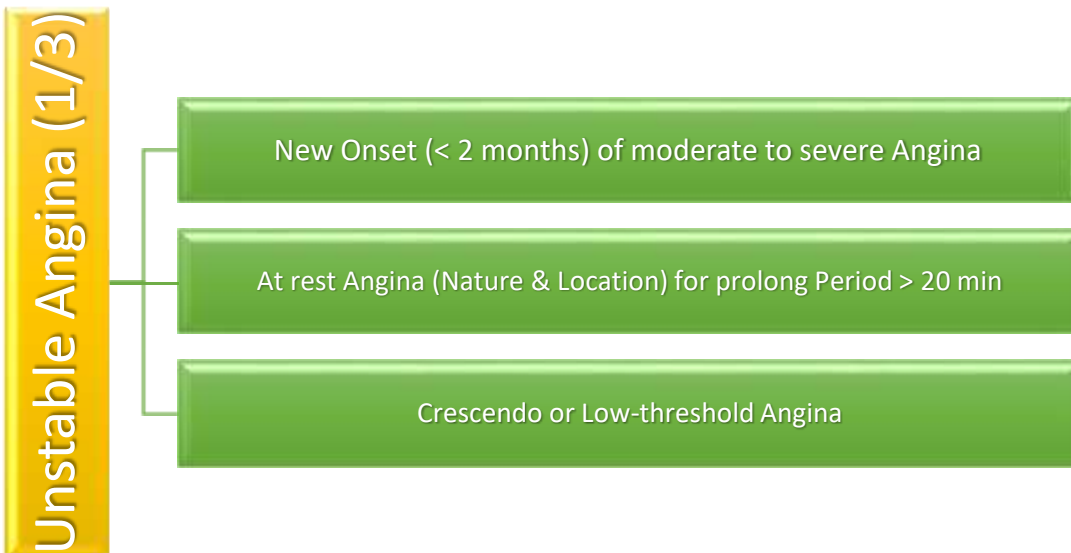 Unstable Angina (1/3)
New Onset (< 2 months) of moderate to severe Angina
At rest Angina (Nature & Location) for prolong Period > 20 min
Crescendo or Low-threshold Angina